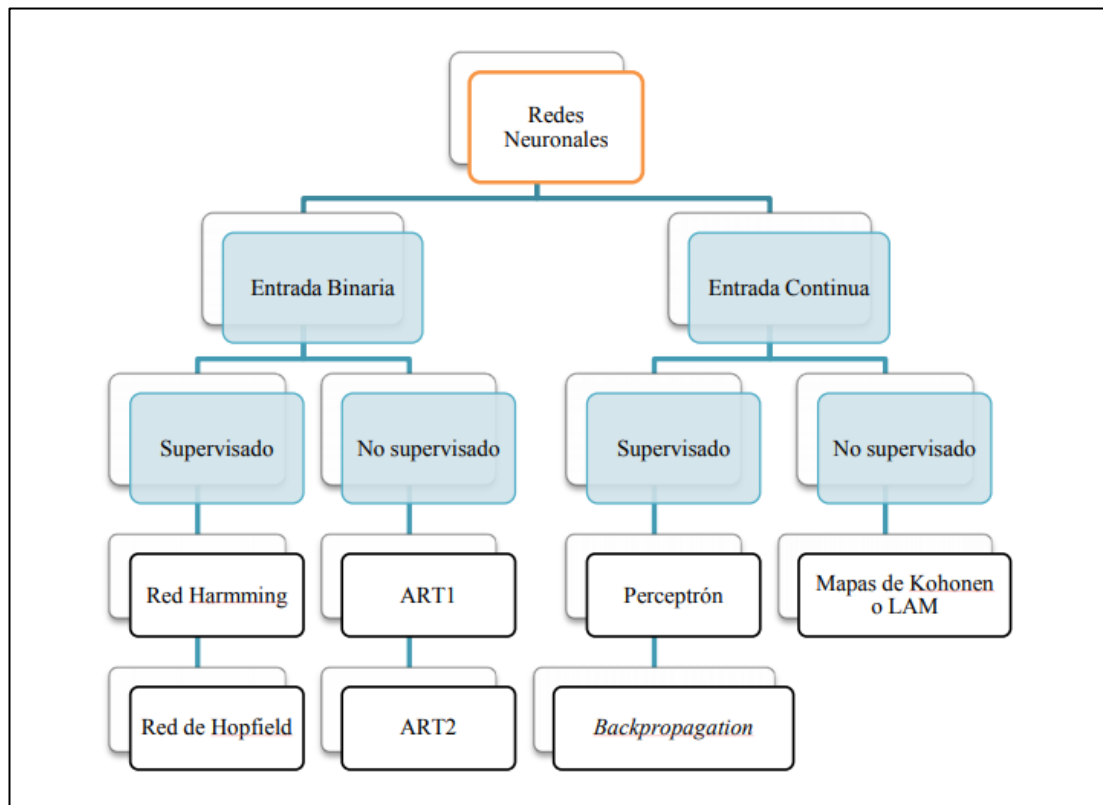 Redes
Neuronales
Entrada Binaria
Entrada Continua
Supervisado
No supervisado
Supervisado
No supervisado
Red Harmming
ART1
Perceptrón
Mapas de Kohonen
o LAM
Red de Hopfield
ART2
Backpropagation